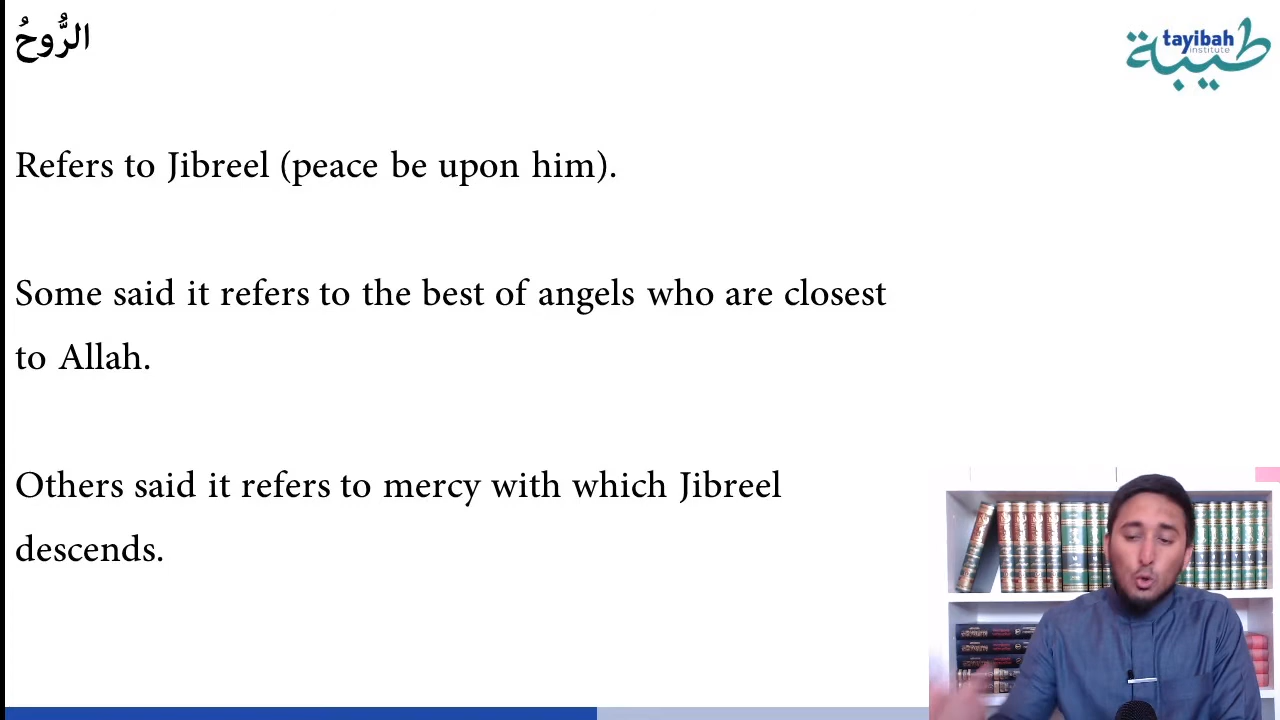 الرُّوحُ
tayibah
institute
طيبة
Refers to Jibreel (peace be upon him).
Some said it refers to the best of angels who are closest
to Allah.
Others said it refers to mercy with which Jibreel
descends.